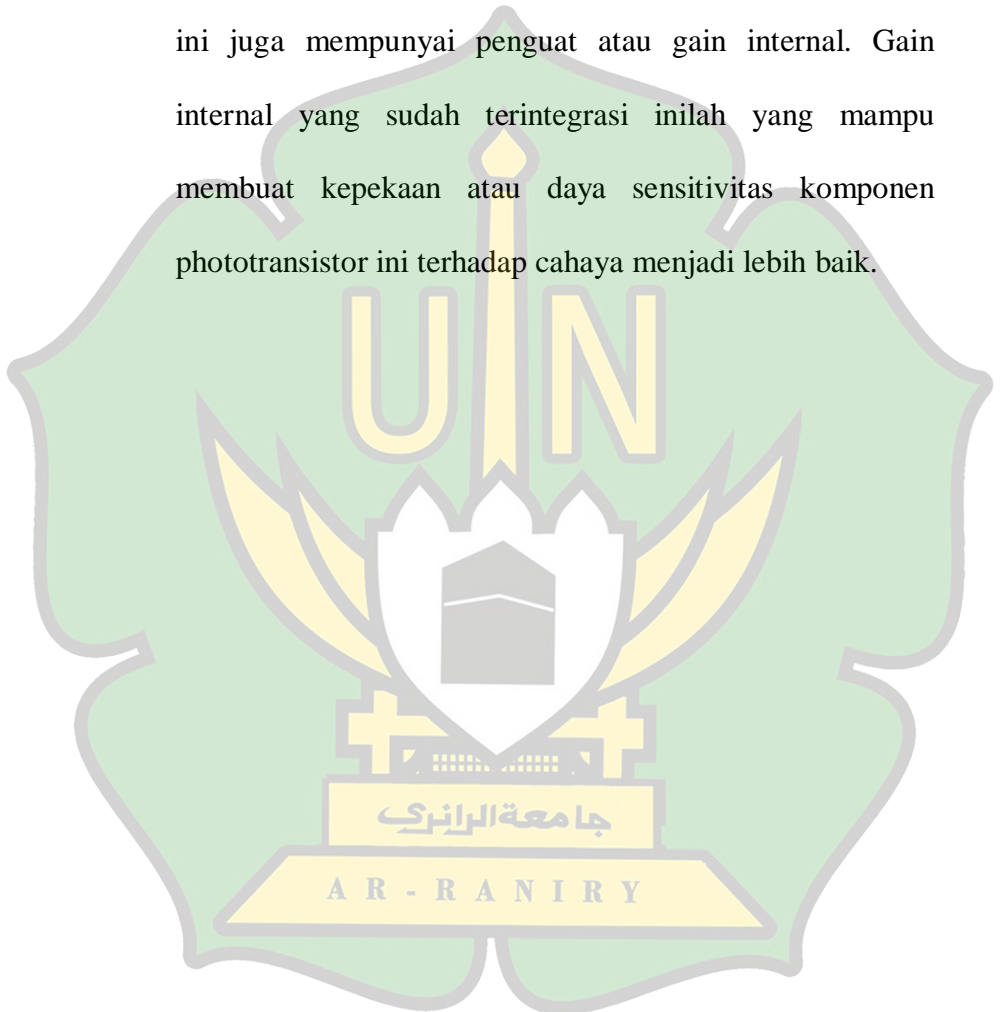 ini juga mempunyai penguat atau gain internal. Gain
internal yang sudah terintegrasi inilah yang mampu
membuat kepekaan atau daya sensitivitas komponen
phototransistor ini terhadap cahaya menjadi lebih baik.
UIN
جامعة الرانري
AR-RANIRY